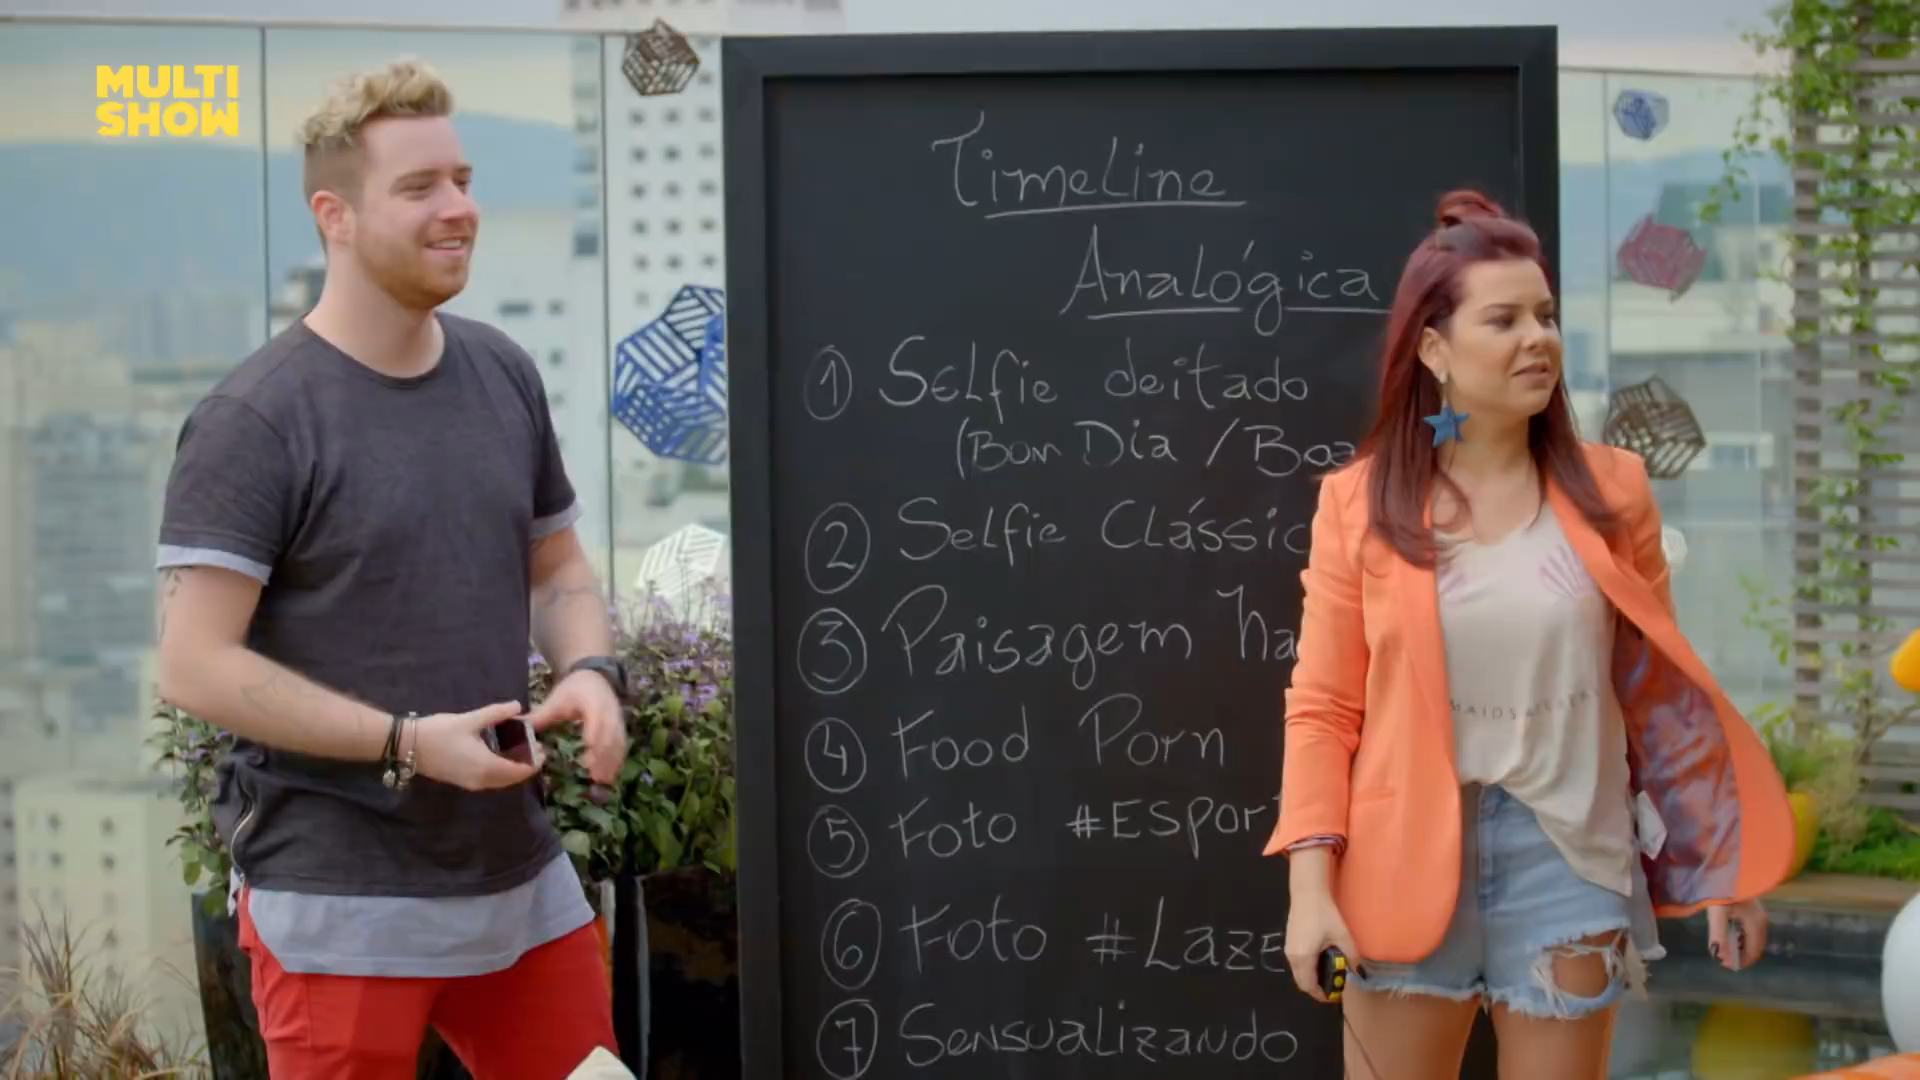 MULTI
SHOW
TimeLine
Analógica
1 Selfie deitado
(Bom Dia / Boa
2 Selfie Clássic
3 Paisagem
4 Food Porn
5 Foto #Espor
6 Foto #Laze
7 Sensualizando